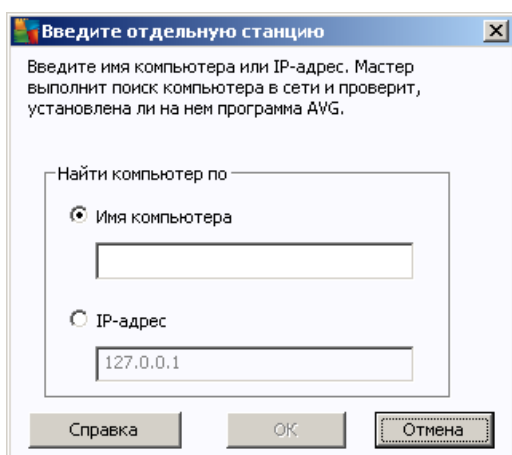 Введите отдельную станцию
Введите имя компьютера или IP-адрес. Мастер
выполнит поиск компьютера в сети и проверит,
установлена ли на нем программа AVG.
Найти компьютер по
Имя компьютера
IP-адрес
127.0.0.1
Справка
ОК
Отмена